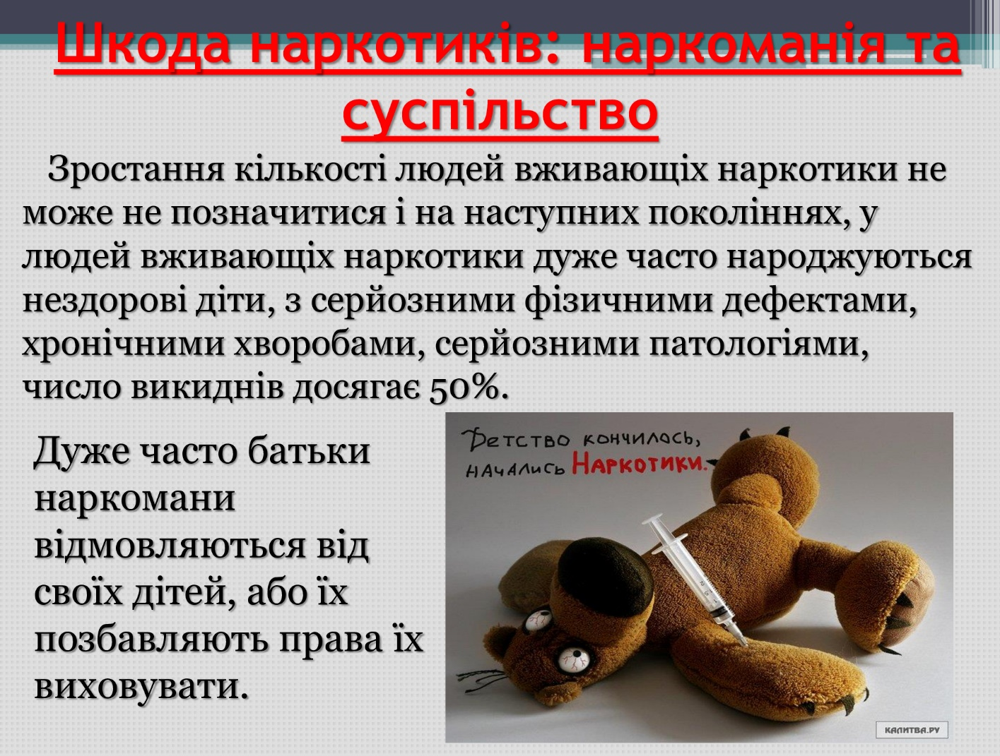 Шкода наркотиків: наркоманія та
суспільство
Зростання кількості людей вживающіх наркотики не
може не позначитися і на наступних поколіннях, у
людей вживающіх наркотики дуже часто народжуються
нездорові діти, з серйозними фізичними дефектами,
хронічними хворобами, серйозними патологіями,
число викиднів досягає 50%.
Дуже часто батьки
наркомани
відмовляються від
своїх дітей, або їх
позбавляють права їх
виховувати.
Детство кончилось,
начались Наркотики.
КАЛИТВА.РУ